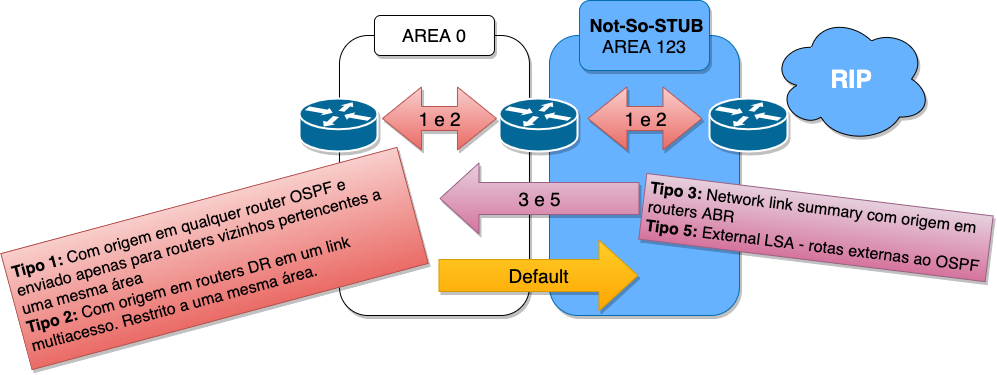 AREA 0
Not-So-STUB
AREA 123
RIP
1 e 2
1 e 2
3 e 5
Default
Tipo 1: Com origem em qualquer router OSPF e
enviado apenas para routers vizinhos pertencentes a
uma mesma área
Tipo 2: Com origem em routers DR em um link
multiacesso. Restrito a uma mesma área.
Tipo 3: Network link summary com origem em
routers ABR
Tipo 5: External LSA - rotas externas ao OSPF